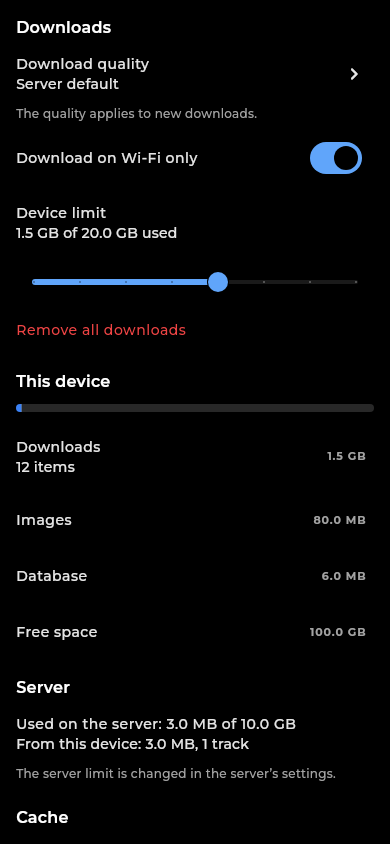 Downloads
Download quality
Server default
The quality applies to new downloads.
Download on Wi-Fi only
Device limit
1.5 GB of 20.0 GB used
Remove all downloads
This device
Downloads
12 items
1.5 GB
Images
80.0 MB
Database
6.0 MB
Free space
100.0 GB
Server
Used on the server: 3.0 MB of 10.0 GB
From this device: 3.0 MB, 1 track
The server limit is changed in the server’s settings.
Cache